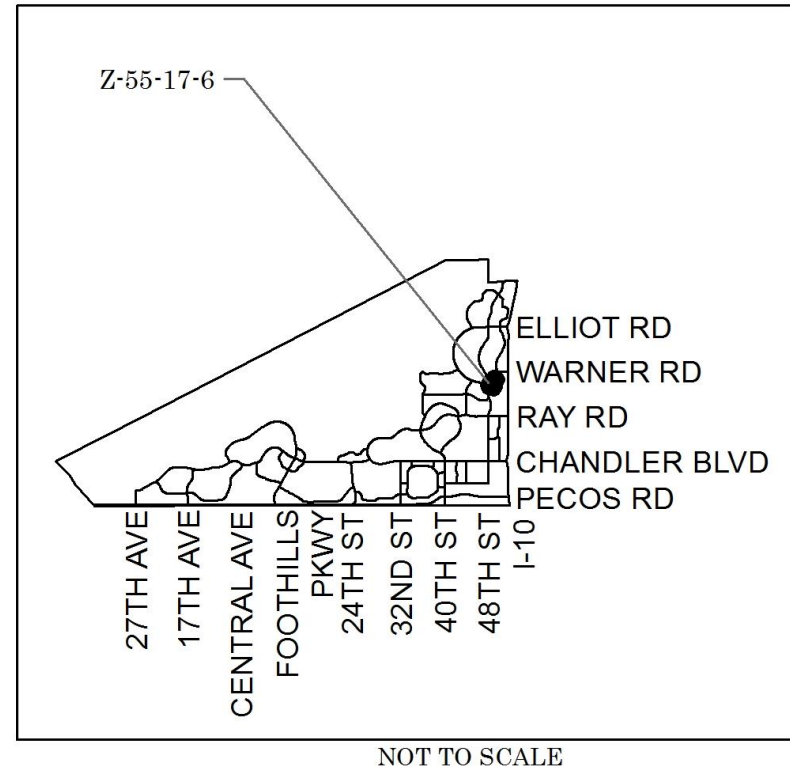 Z-55-17-6
ELLIOT RD
WARNER RD
RAY RD
CHANDLER BLVD
PECOS RD
27TH AVE
17TH AVE
CENTRAL AVE
FOOTHILLS
PKWY
24TH ST
32ND ST
40TH ST
48TH ST
I-10
NOT TO SCALE